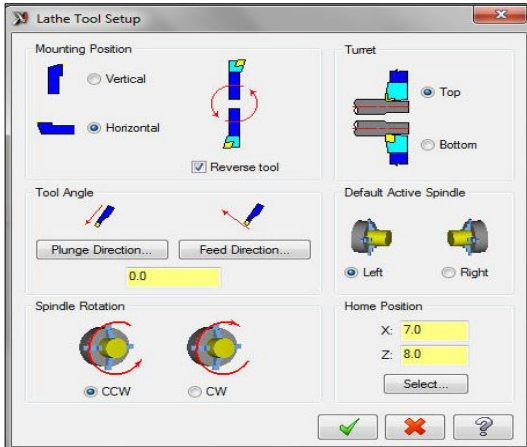 Lathe Tool Setup
Mounting Position
Vertical
Horizontal
Reverse tool
Turret
Top
Bottom
Tool Angle
Plunge Direction...
Feed Direction...
0.0
Default Active Spindle
Left
Right
Spindle Rotation
CCW
CW
Home Position
X: 7.0
Z: 8.0
Select...
?